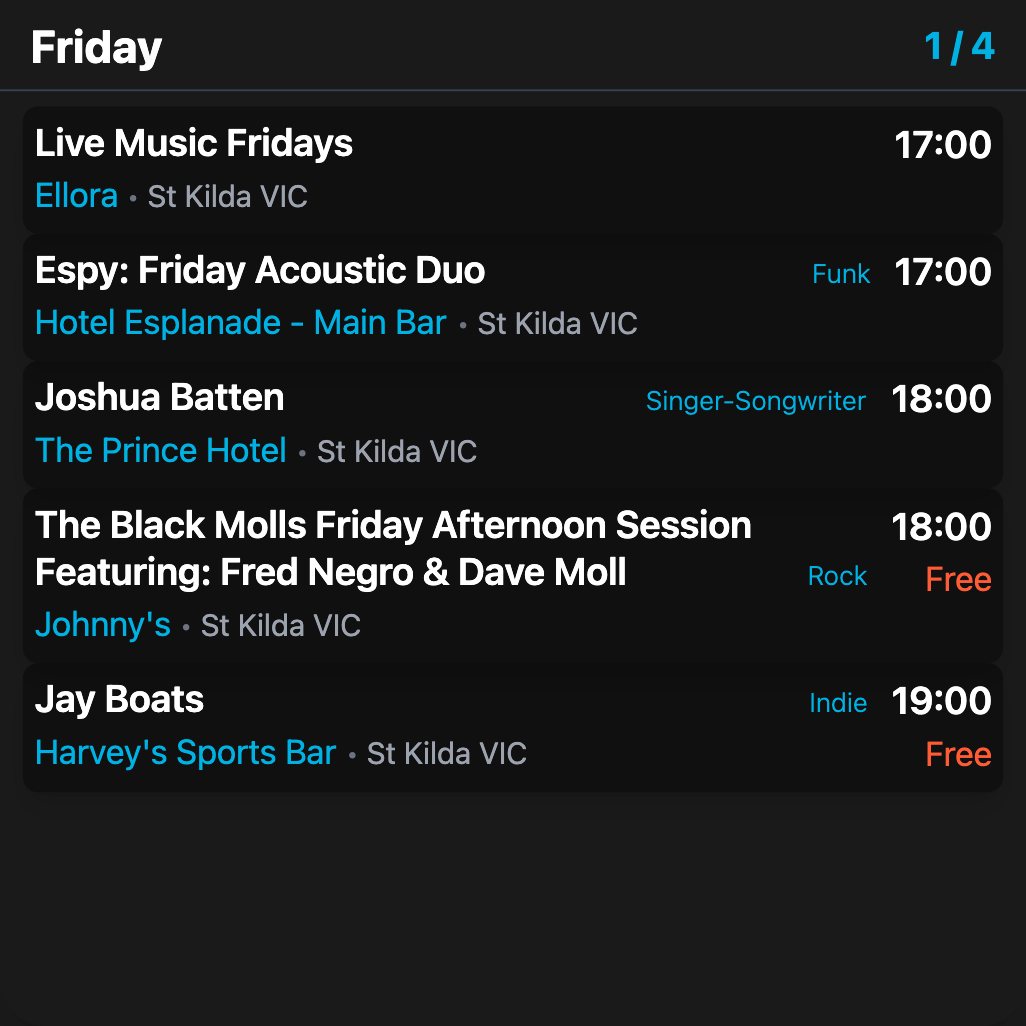 Friday 1 / 4
Live Music Fridays 17:00
Ellora • St Kilda VIC
Espy: Friday Acoustic Duo Funk 17:00
Hotel Esplanade - Main Bar • St Kilda VIC
Joshua Batten Singer-Songwriter 18:00
The Prince Hotel • St Kilda VIC
The Black Molls Friday Afternoon Session 18:00
Featuring: Fred Negro & Dave Moll Rock Free
Johnny's • St Kilda VIC
Jay Boats Indie 19:00
Harvey's Sports Bar • St Kilda VIC Free